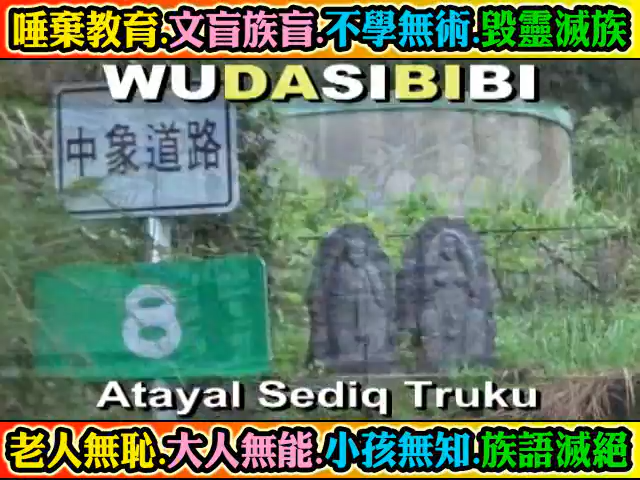 唾棄教育.文盲族盲.不學無術.毀靈滅族
WUDASIBIBI
中象道路
8
Atayal Sediq Truku
老人無恥.大人無能.小孩無知.族語滅絕